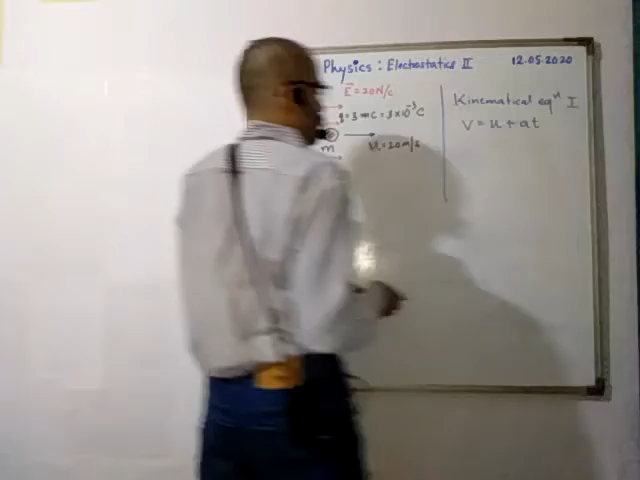 Physics : Electrostatics II 12.05.2020
E = 20N/C
q = 3 mC = 3 × 10⁻³ C
m u = 20 m/s
Kinematical eqⁿ I
V = u + at